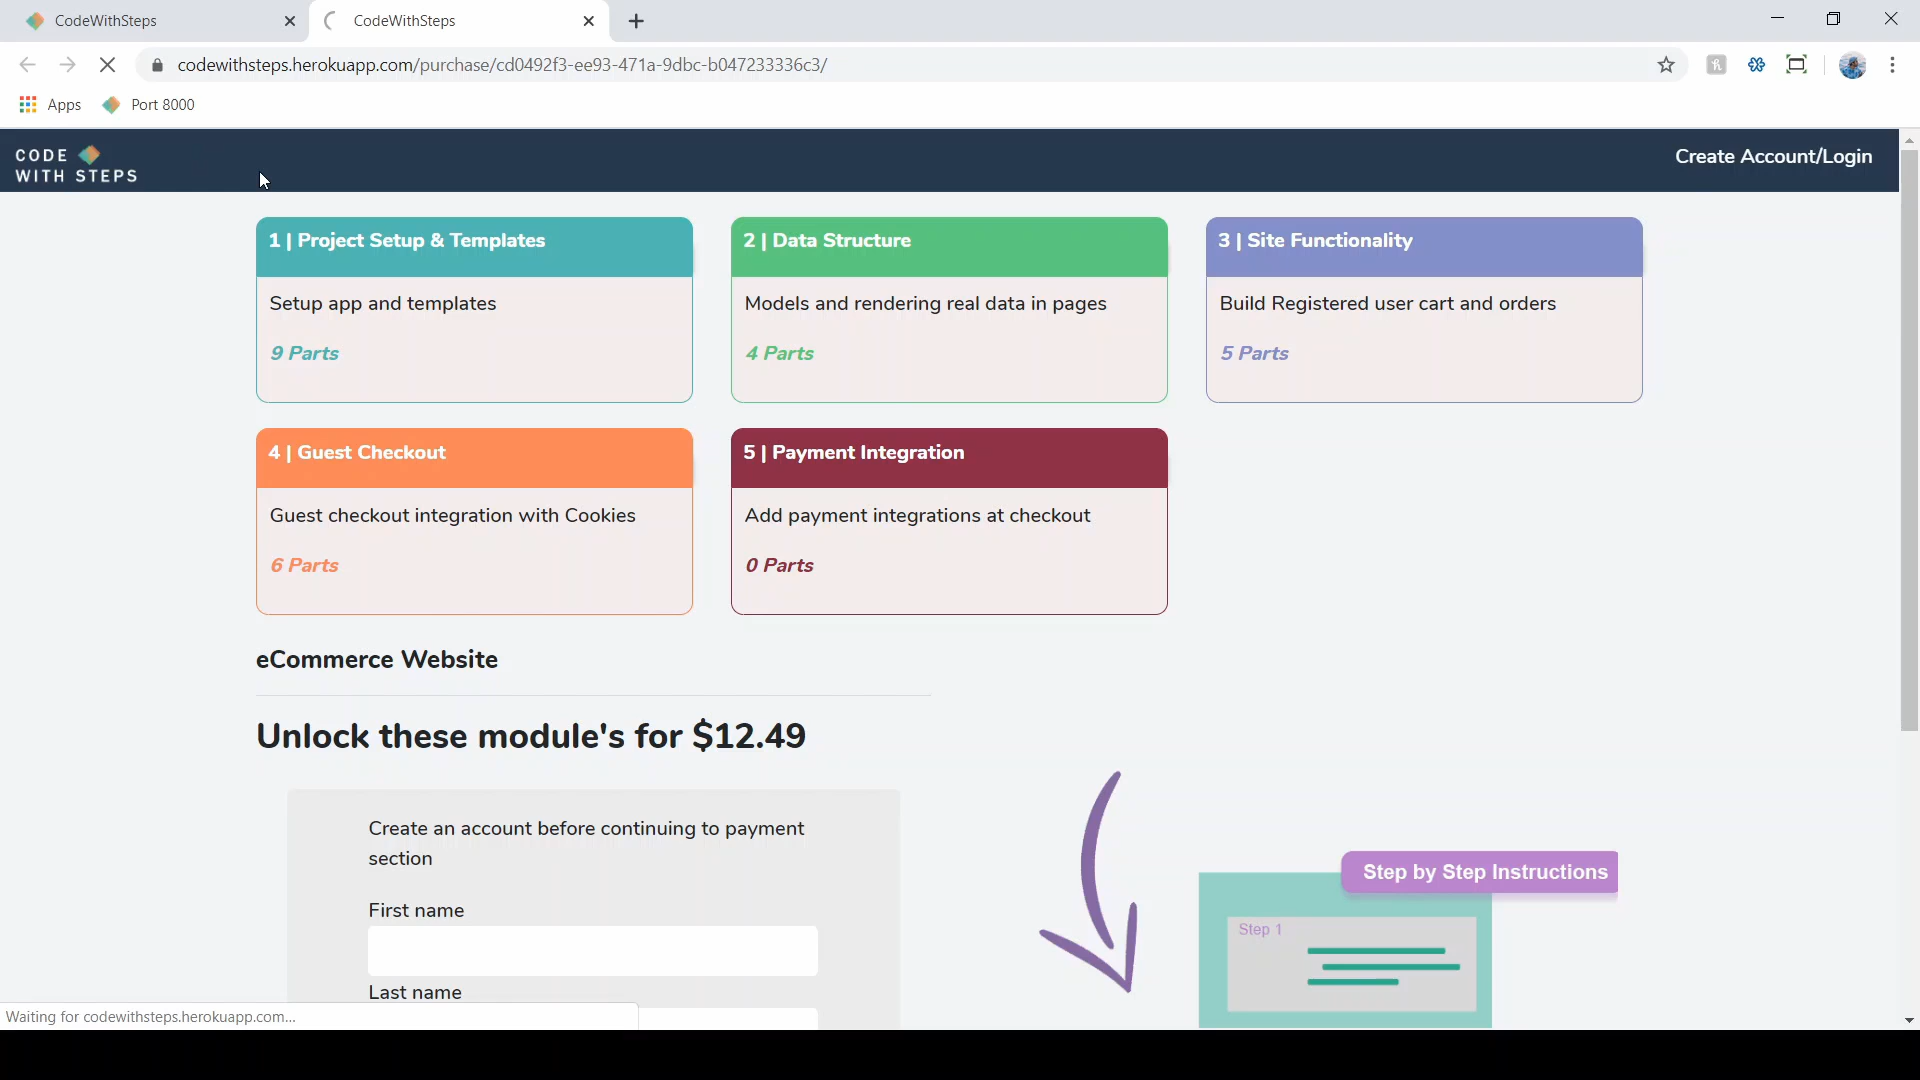 CodeWithSteps
CodeWithSteps
codewithsteps.herokuapp.com/purchase/cd0492f3-ee93-471a-9dbc-b047233336c3/
Apps
Port 8000
CODE
WITH STEPS
Create Account/Login
1 | Project Setup & Templates
Setup app and templates
9 Parts
2 | Data Structure
Models and rendering real data in pages
4 Parts
3 | Site Functionality
Build Registered user cart and orders
5 Parts
4 | Guest Checkout
Guest checkout integration with Cookies
6 Parts
5 | Payment Integration
Add payment integrations at checkout
0 Parts
eCommerce Website
Unlock these module's for $12.49
Create an account before continuing to payment
section
First name
Last name
Step by Step Instructions
Step 1
Waiting for codewithsteps.herokuapp.com...